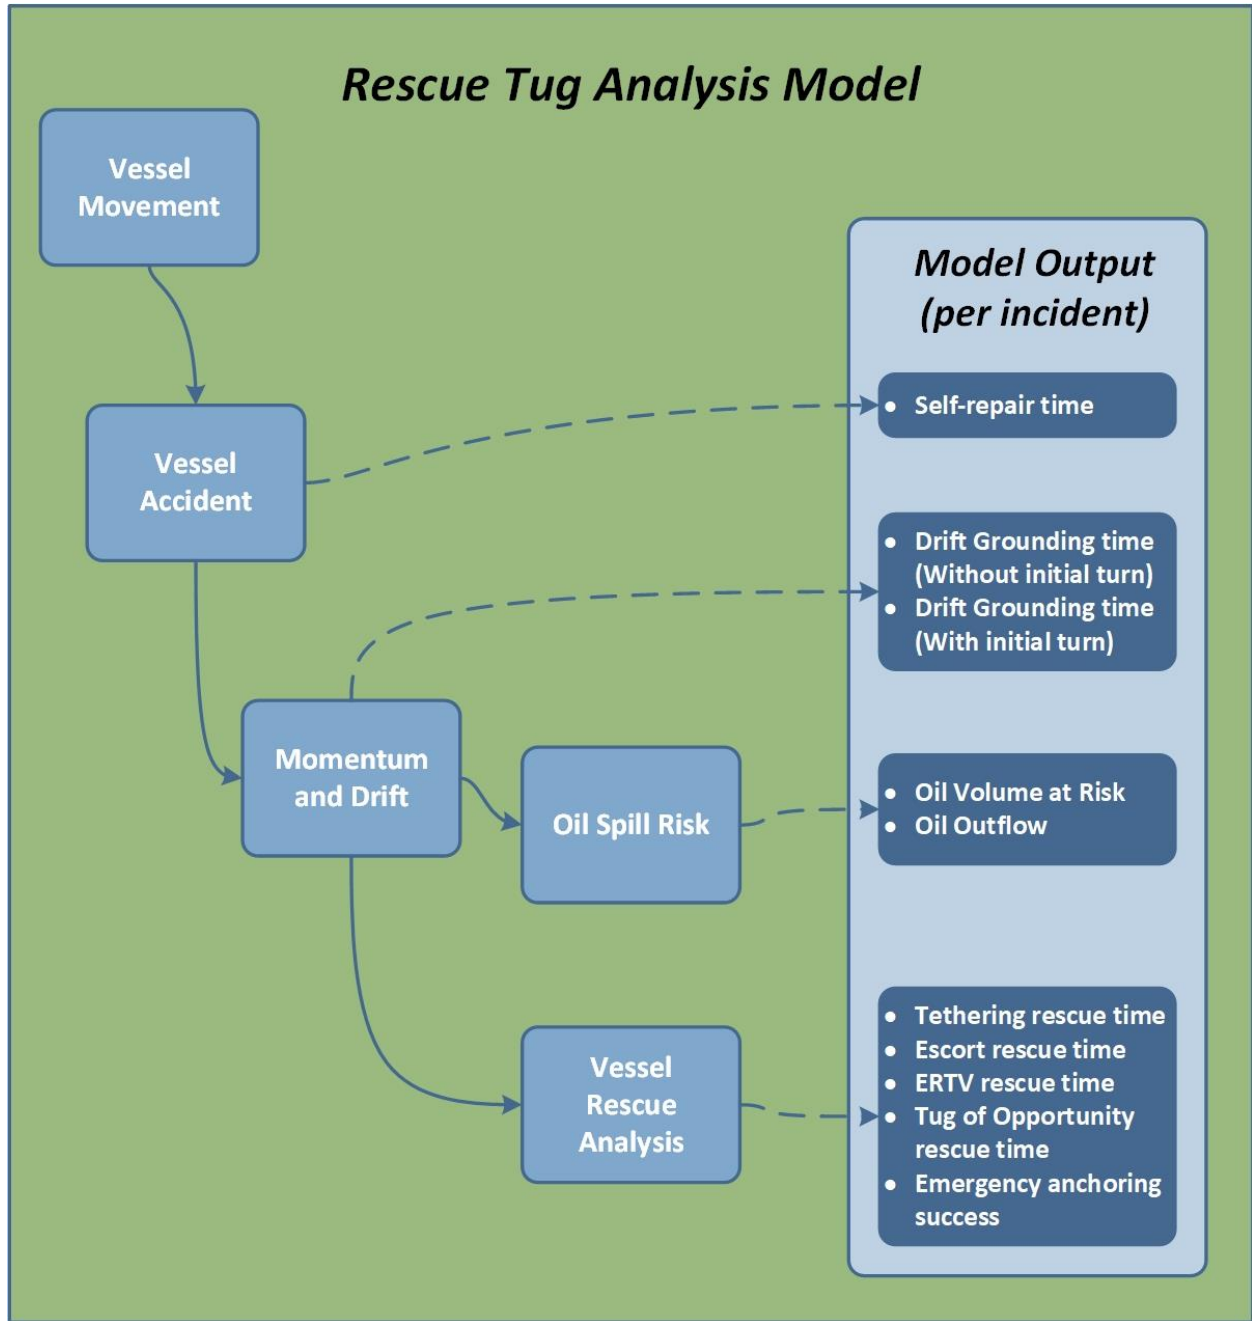 Rescue Tug Analysis Model
Vessel
Movement
Model Output
(per incident)
• Self-repair time
Vessel
Accident
• Drift Grounding time
(Without initial turn)
• Drift Grounding time
(With initial turn)
Momentum
and Drift
Oil Spill Risk
• Oil Volume at Risk
• Oil Outflow
Vessel
Rescue
Analysis
• Tethering rescue time
• Escort rescue time
• ERTV rescue time
• Tug of Opportunity
rescue time
• Emergency anchoring
success